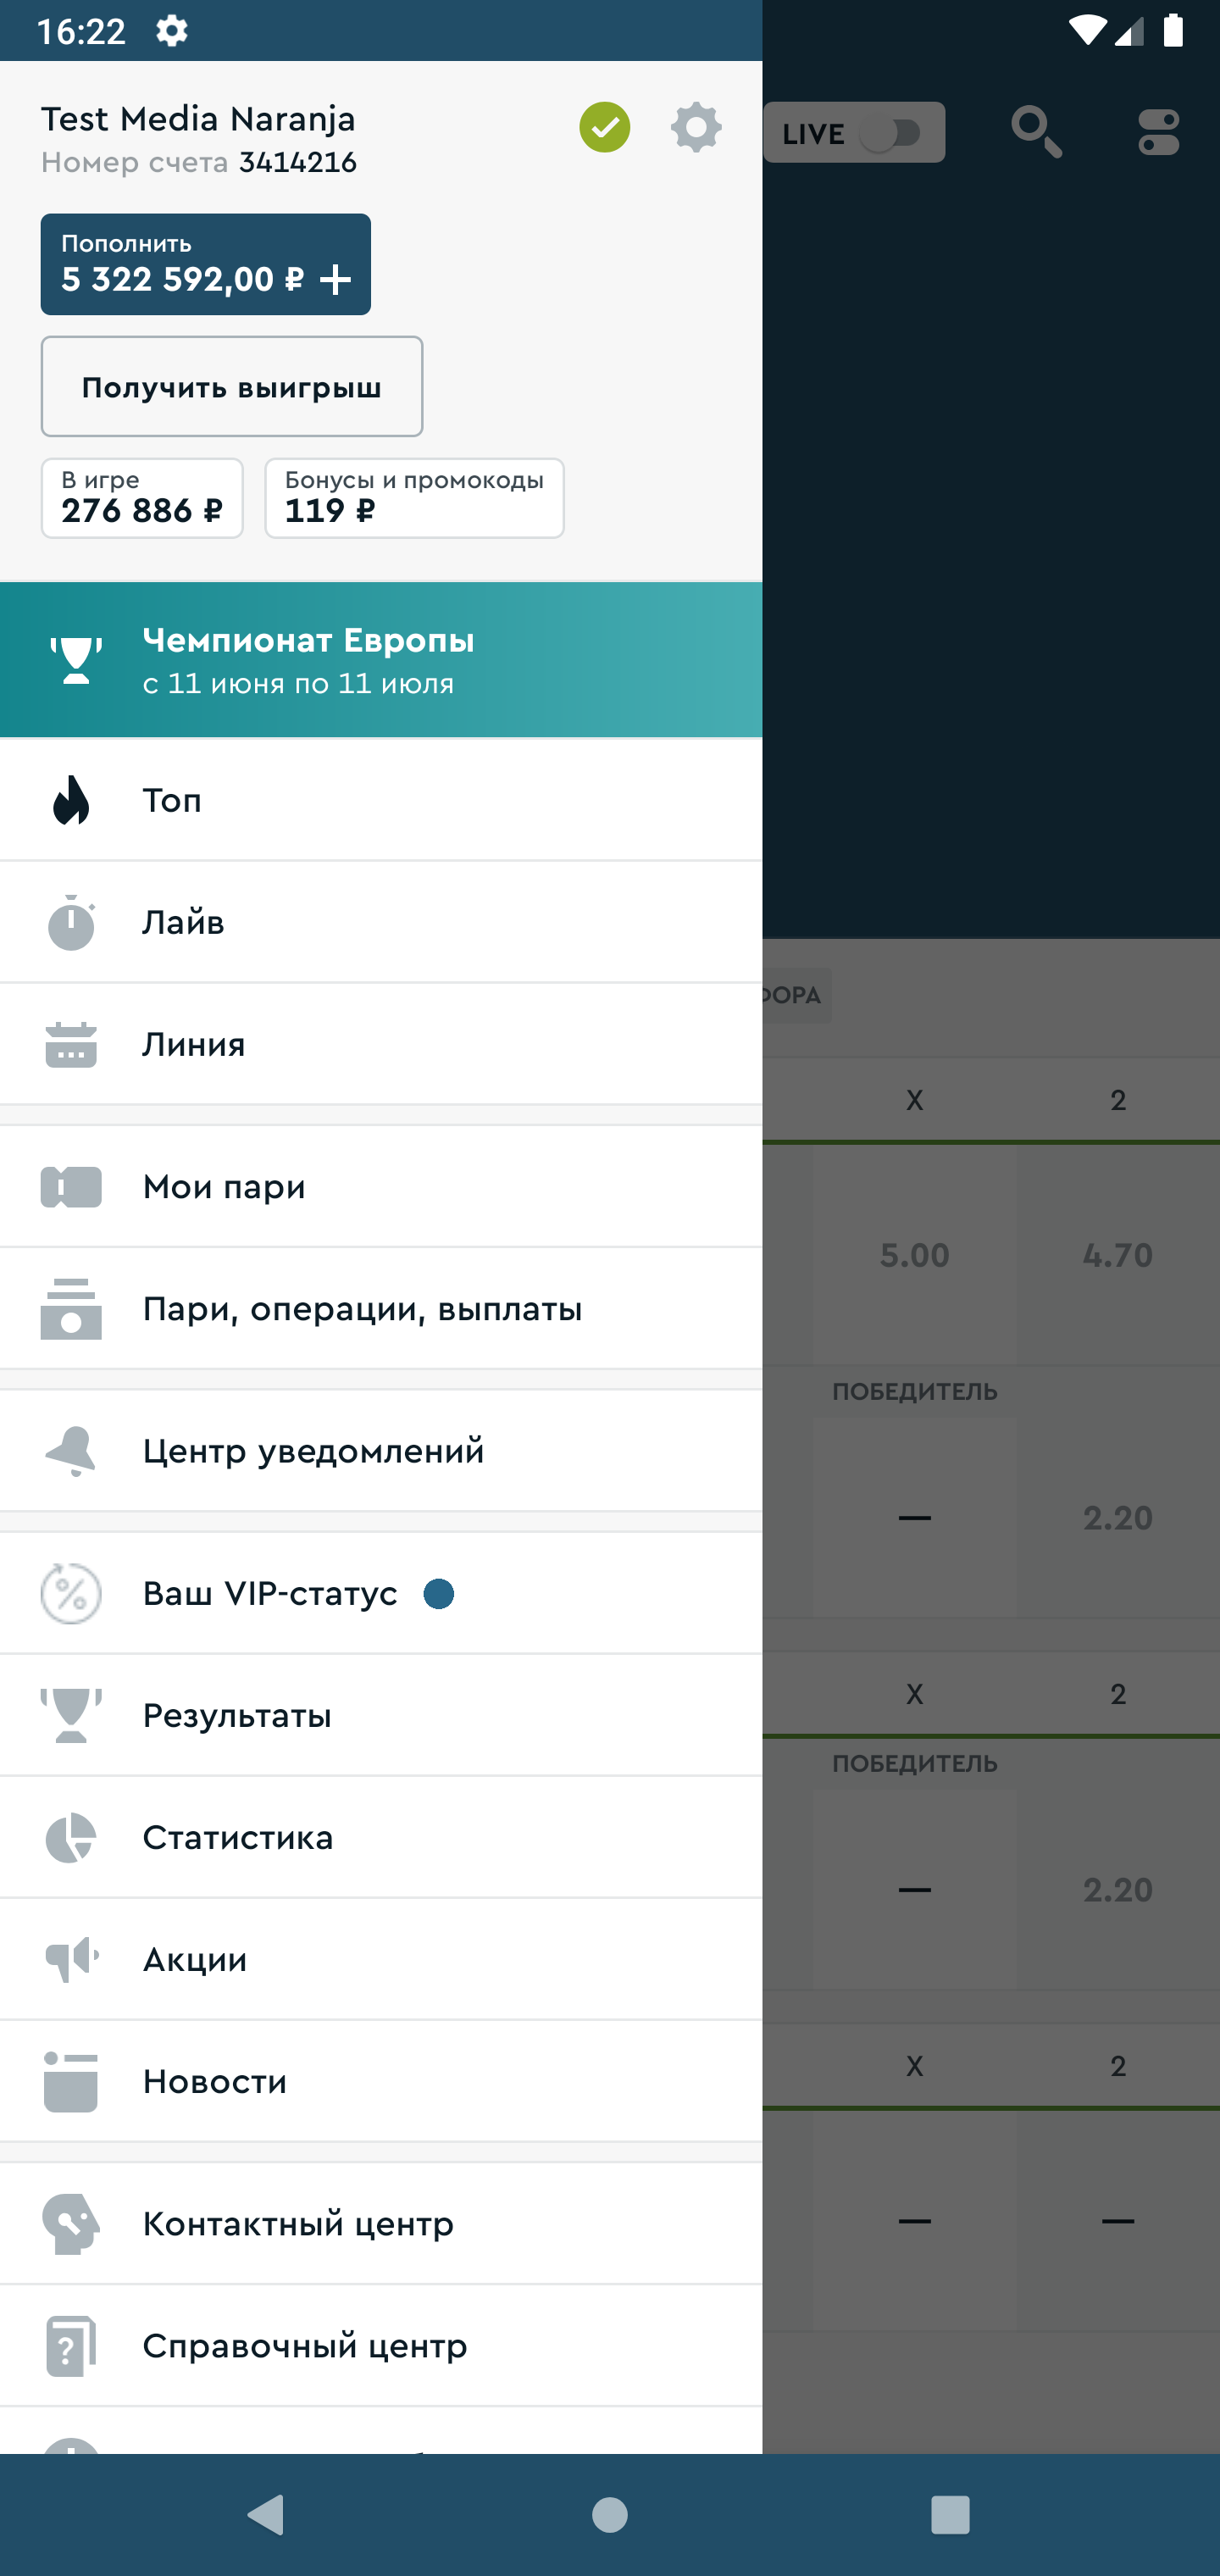 16:22
Test Media Naranja
Номер счета 3414216
LIVE
Пополнить
5 322 592,00 ₽ +
Получить выигрыш
В игре
276 886 ₽
Бонусы и промокоды
119 ₽
Чемпионат Европы
с 11 июня по 11 июля
Топ
Лайв
Линия
Мои пари
Пари, операции, выплаты
Центр уведомлений
Ваш VIP-статус
Результаты
Статистика
Акции
Новости
Контактный центр
Справочный центр
X 2
5.00 4.70
ПОБЕДИТЕЛЬ
— 2.20
X 2
ПОБЕДИТЕЛЬ
— 2.20
X 2
— —